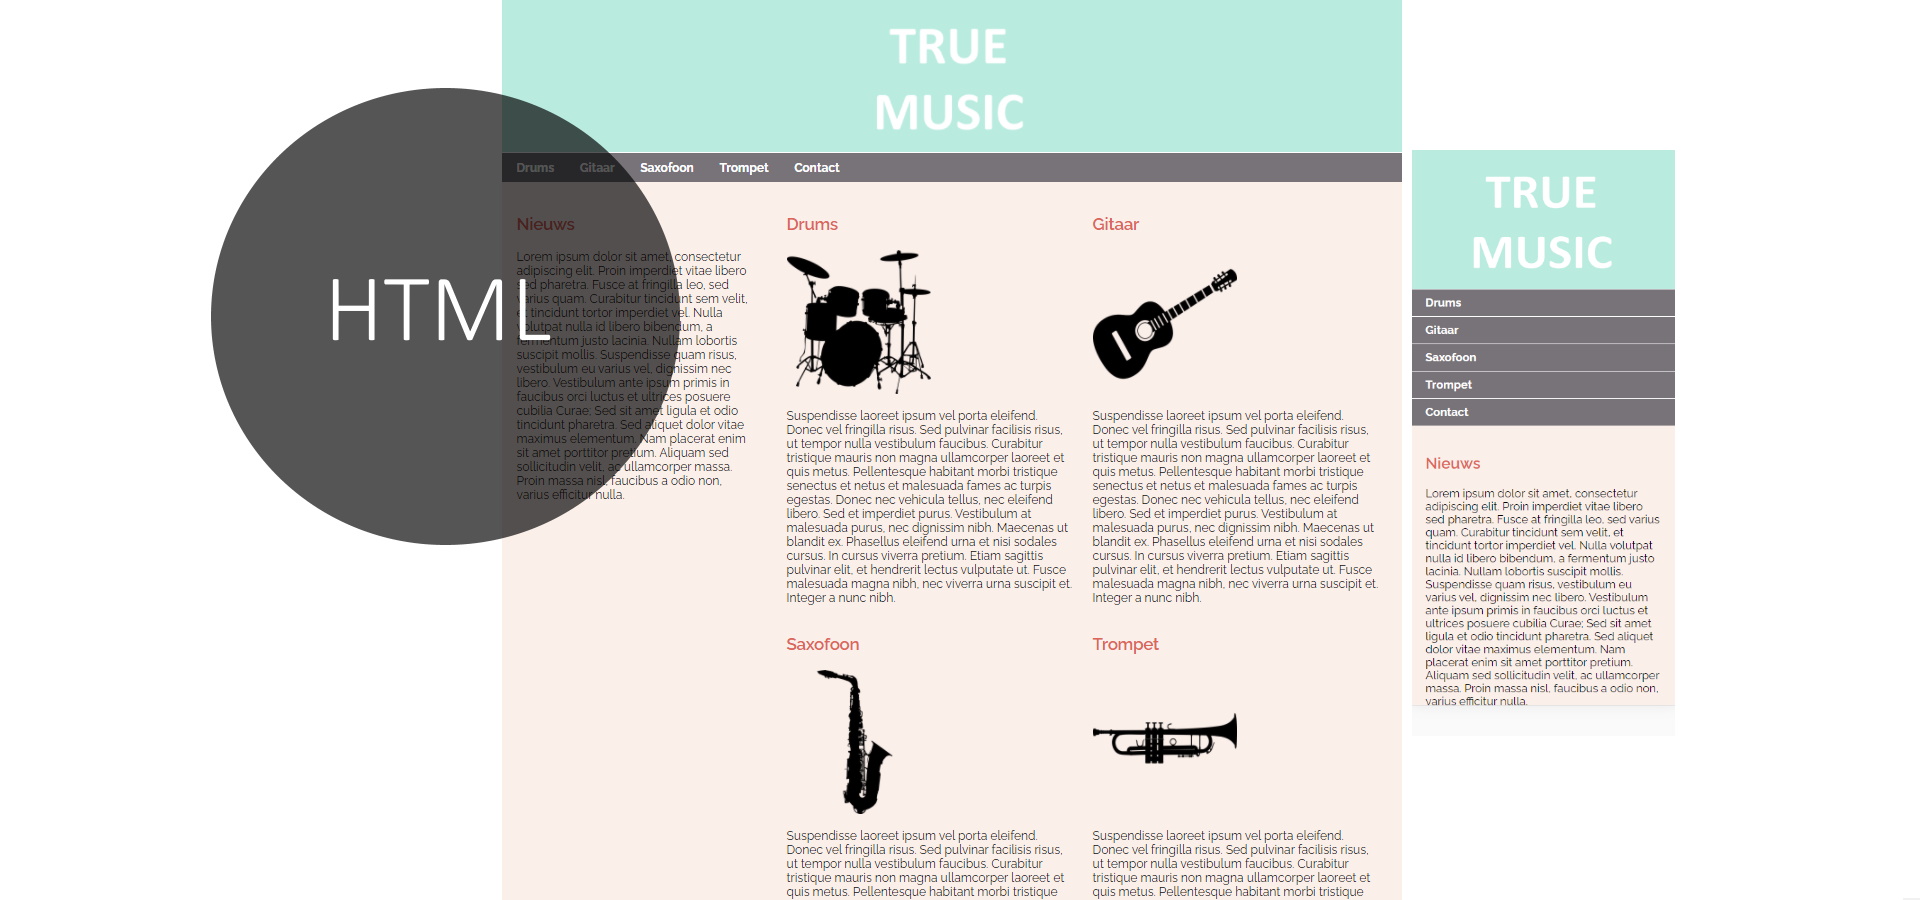 TRUE
MUSIC
Drums Gitaar Saxofoon Trompet Contact
HTML
Nieuws
Lorem ipsum dolor sit amet, consectetur
adipiscing elit. Proin imperdiet vitae libero
sed pharetra. Fusce at fringilla leo, sed
varius quam. Curabitur tincidunt sem velit,
et tincidunt tortor imperdiet vel. Nulla
volutpat nulla id libero bibendum, a
fermentum justo lacinia. Nullam lobortis
suscipit mollis. Suspendisse quam risus,
vestibulum eu varius vel, dignissim nec
libero. Vestibulum ante ipsum primis in
faucibus orci luctus et ultrices posuere
cubilia Curae; Sed sit amet ligula et odio
tincidunt pharetra. Sed aliquet dolor vitae
maximus elementum. Nam placerat enim
sit amet porttitor pretium. Aliquam sed
sollicitudin velit, ac ullamcorper massa.
Proin massa nisl, faucibus a odio non,
varius efficitur nulla.
Drums
Suspendisse laoreet ipsum vel porta eleifend.
Donec vel fringilla risus. Sed pulvinar facilisis risus,
ut tempor nulla vestibulum faucibus. Curabitur
tristique mauris non magna ullamcorper laoreet et
quis metus. Pellentesque habitant morbi tristique
senectus et netus et malesuada fames ac turpis
egestas. Donec nec vehicula tellus, nec eleifend
libero. Sed et imperdiet purus. Vestibulum at
malesuada purus, nec dignissim nibh. Maecenas ut
blandit ex. Phasellus eleifend urna et nisi sodales
cursus. In cursus viverra pretium. Etiam sagittis
pulvinar elit, et hendrerit lectus vulputate ut. Fusce
malesuada magna nibh, nec viverra urna suscipit et.
Integer a nunc nibh.
Gitaar
Suspendisse laoreet ipsum vel porta eleifend.
Donec vel fringilla risus. Sed pulvinar facilisis risus,
ut tempor nulla vestibulum faucibus. Curabitur
tristique mauris non magna ullamcorper laoreet et
quis metus. Pellentesque habitant morbi tristique
senectus et netus et malesuada fames ac turpis
egestas. Donec nec vehicula tellus, nec eleifend
libero. Sed et imperdiet purus. Vestibulum at
malesuada purus, nec dignissim nibh. Maecenas ut
blandit ex. Phasellus eleifend urna et nisi sodales
cursus. In cursus viverra pretium. Etiam sagittis
pulvinar elit, et hendrerit lectus vulputate ut. Fusce
malesuada magna nibh, nec viverra urna suscipit et.
Integer a nunc nibh.
Saxofoon
Suspendisse laoreet ipsum vel porta eleifend.
Donec vel fringilla risus. Sed pulvinar facilisis risus,
ut tempor nulla vestibulum faucibus. Curabitur
tristique mauris non magna ullamcorper laoreet et
quis metus. Pellentesque habitant morbi tristique
Trompet
Suspendisse laoreet ipsum vel porta eleifend.
Donec vel fringilla risus. Sed pulvinar facilisis risus,
ut tempor nulla vestibulum faucibus. Curabitur
tristique mauris non magna ullamcorper laoreet et
quis metus. Pellentesque habitant morbi tristique
TRUE
MUSIC
Drums
Gitaar
Saxofoon
Trompet
Contact
Nieuws
Lorem ipsum dolor sit amet, consectetur
adipiscing elit. Proin imperdiet vitae libero
sed pharetra. Fusce at fringilla leo, sed varius
quam. Curabitur tincidunt sem velit, et
tincidunt tortor imperdiet vel. Nulla volutpat
nulla id libero bibendum, a fermentum justo
lacinia. Nullam lobortis suscipit mollis.
Suspendisse quam risus, vestibulum eu
varius vel, dignissim nec libero. Vestibulum
ante ipsum primis in faucibus orci luctus et
ultrices posuere cubilia Curae; Sed sit amet
ligula et odio tincidunt pharetra. Sed aliquet
dolor vitae maximus elementum. Nam
placerat enim sit amet porttitor pretium.
Aliquam sed sollicitudin velit, ac ullamcorper
massa. Proin massa nisl, faucibus a odio non,
varius efficitur nulla.